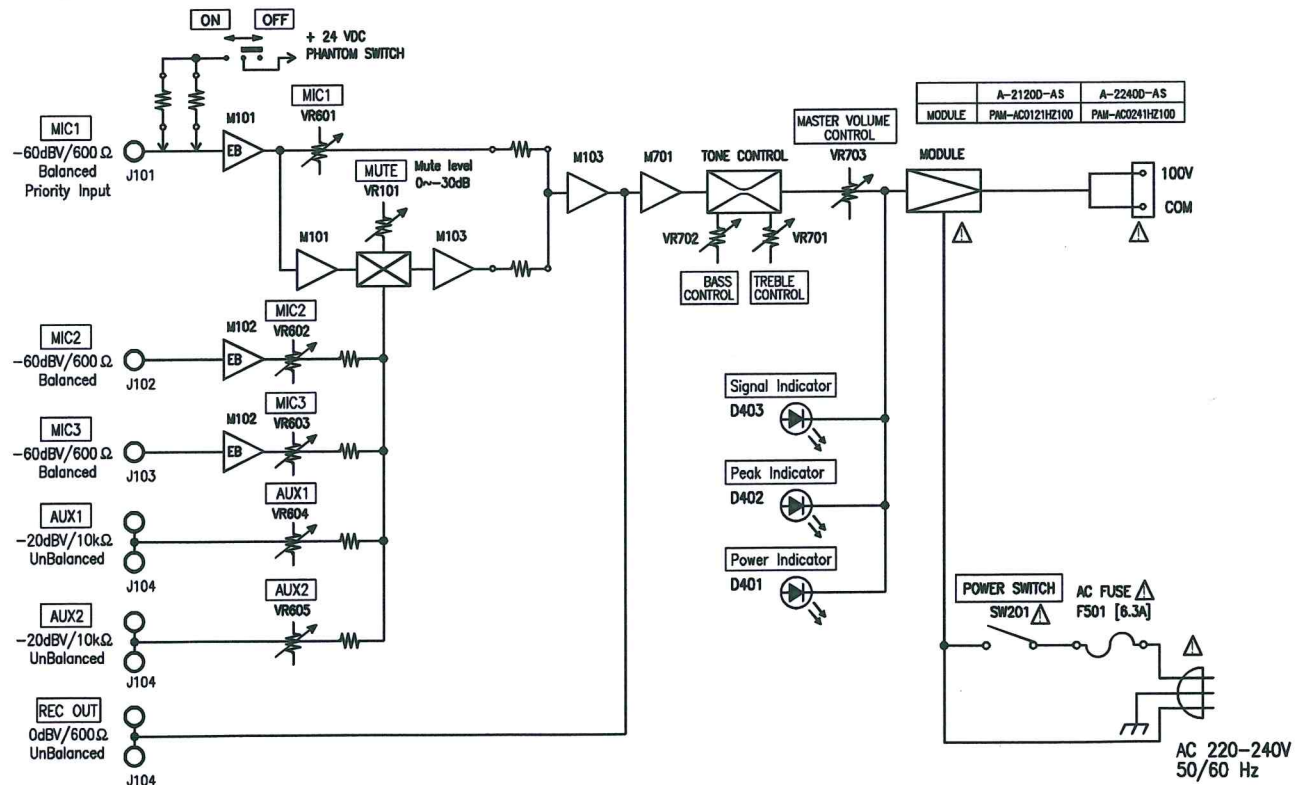 ON OFF
+ 24 VDC
PHANTOM SWITCH
MIC1
-60dBV/600Ω
Balanced
Priority Input
J101
M101
EB
MIC1
VR601
MUTE
VR101
Mute level
0~-30dB
M101
M103
M103
M701
TONE CONTROL
VR702
VR701
BASS
CONTROL
TREBLE
CONTROL
MASTER VOLUME
CONTROL
VR703
A-2120D-AS A-2240D-AS
MODULE PAM-AC0121HZ100 PAM-AC0241HZ100
MODULE
100V
COM
MIC2
-60dBV/600Ω
Balanced
J102
M102
EB
MIC2
VR602
MIC3
-60dBV/600Ω
Balanced
J103
M102
EB
MIC3
VR603
AUX1
-20dBV/10kΩ
UnBalanced
J104
AUX1
VR604
AUX2
-20dBV/10kΩ
UnBalanced
J104
AUX2
VR605
REC OUT
0dBV/600Ω
UnBalanced
J104
Signal Indicator
D403
Peak Indicator
D402
Power Indicator
D401
POWER SWITCH
SW201
AC FUSE
F501 [6.3A]
AC 220-240V
50/60 Hz